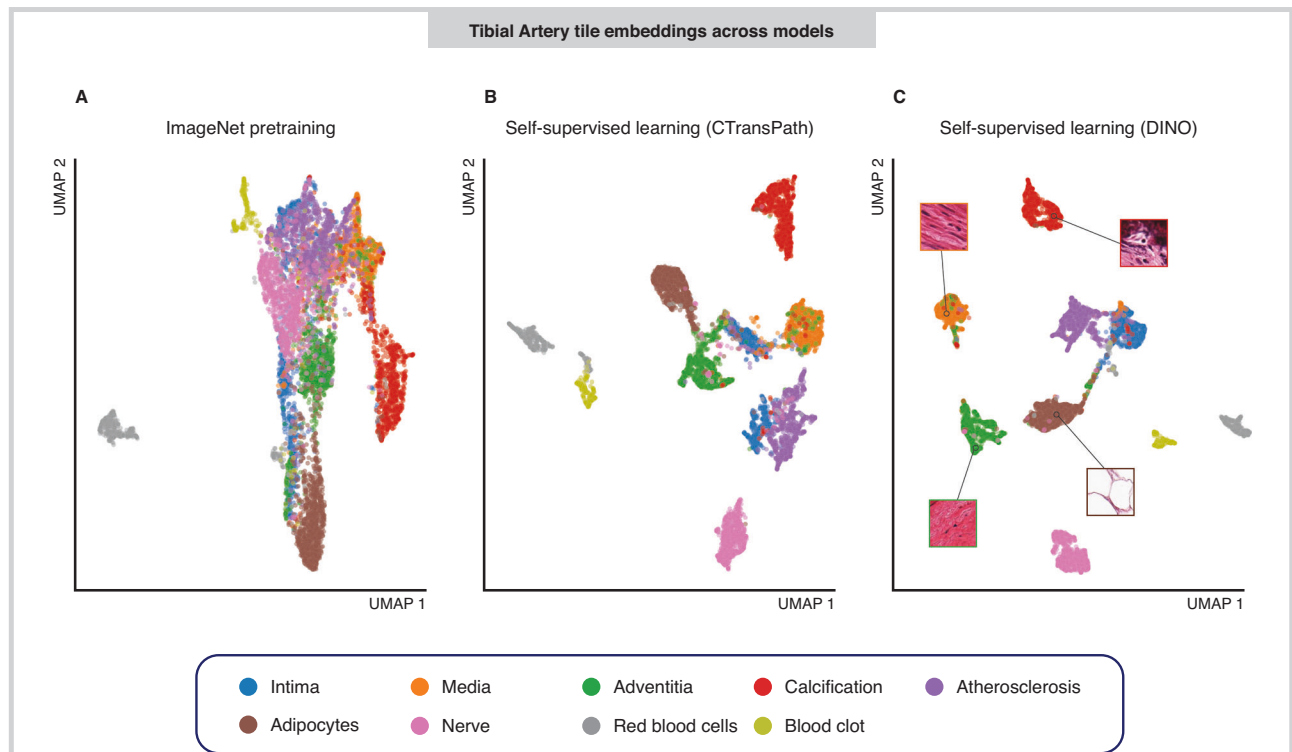 Tibial Artery tile embeddings across models
A
ImageNet pretraining
UMAP 2
UMAP 1
B
Self-supervised learning (CTransPath)
UMAP 2
UMAP 1
C
Self-supervised learning (DINO)
UMAP 2
UMAP 1
Intima
Media
Adventitia
Calcification
Atherosclerosis
Adipocytes
Nerve
Red blood cells
Blood clot